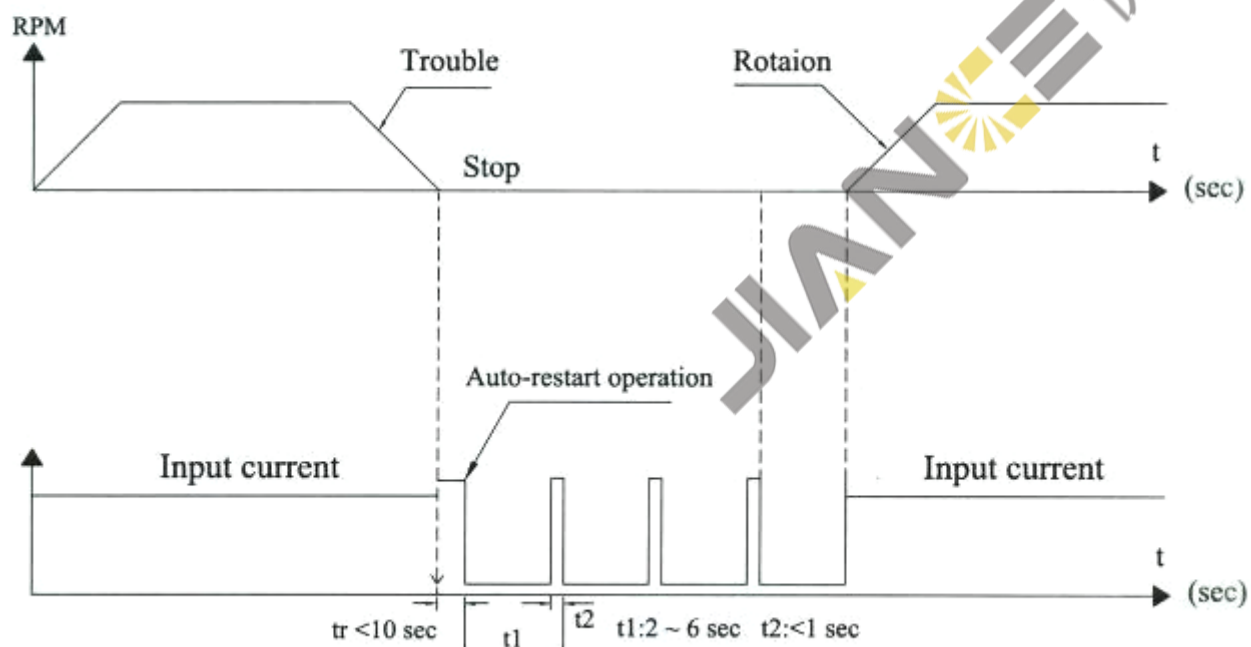 RPM
Trouble
Rotaion
Stop
t
(sec)
Auto-restart operation
Input current
Input current
t
(sec)
tr <10 sec
t1
t2
t1:2 ~ 6 sec t2:<1 sec
JIANCE